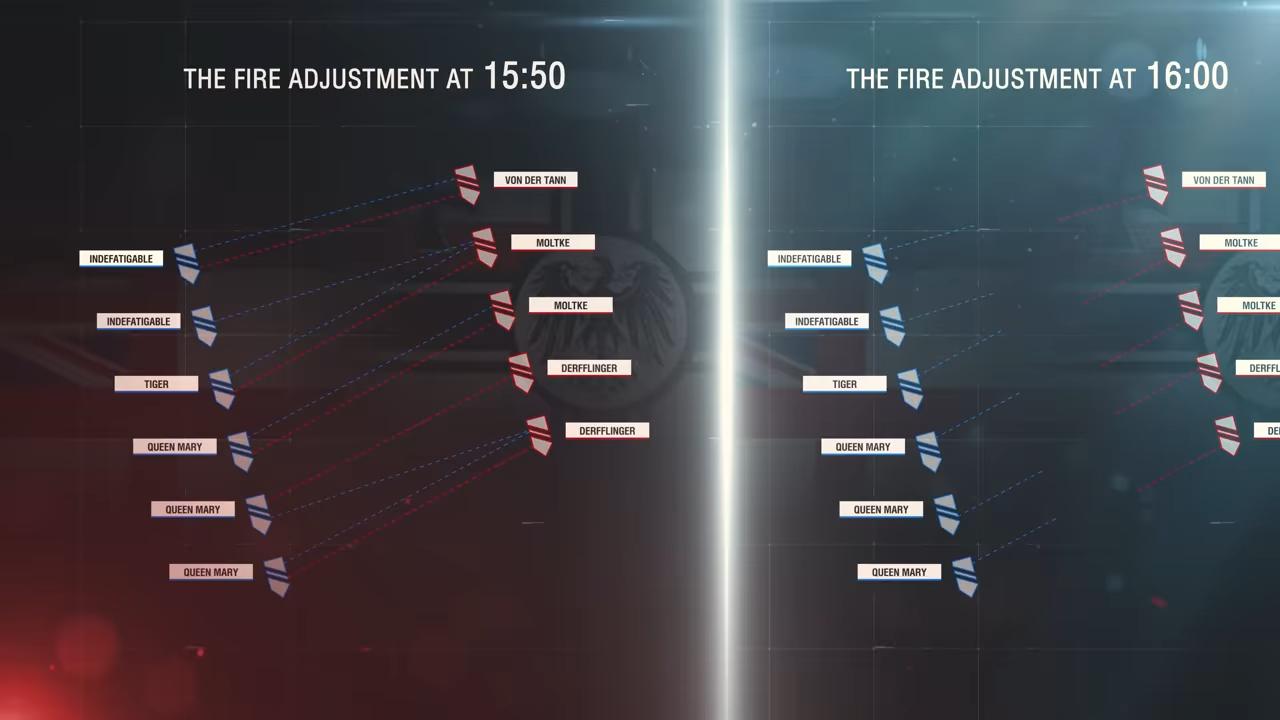 THE FIRE ADJUSTMENT AT 15:50
VON DER TANN
MOLTKE
INDEFATIGABLE
MOLTKE
INDEFATIGABLE
DERFFLINGER
TIGER
DERFFLINGER
QUEEN MARY
QUEEN MARY
QUEEN MARY
THE FIRE ADJUSTMENT AT 16:00
VON DER TANN
MOLTKE
INDEFATIGABLE
MOLTKE
INDEFATIGABLE
DERFFL
TIGER
DE
QUEEN MARY
QUEEN MARY
QUEEN MARY